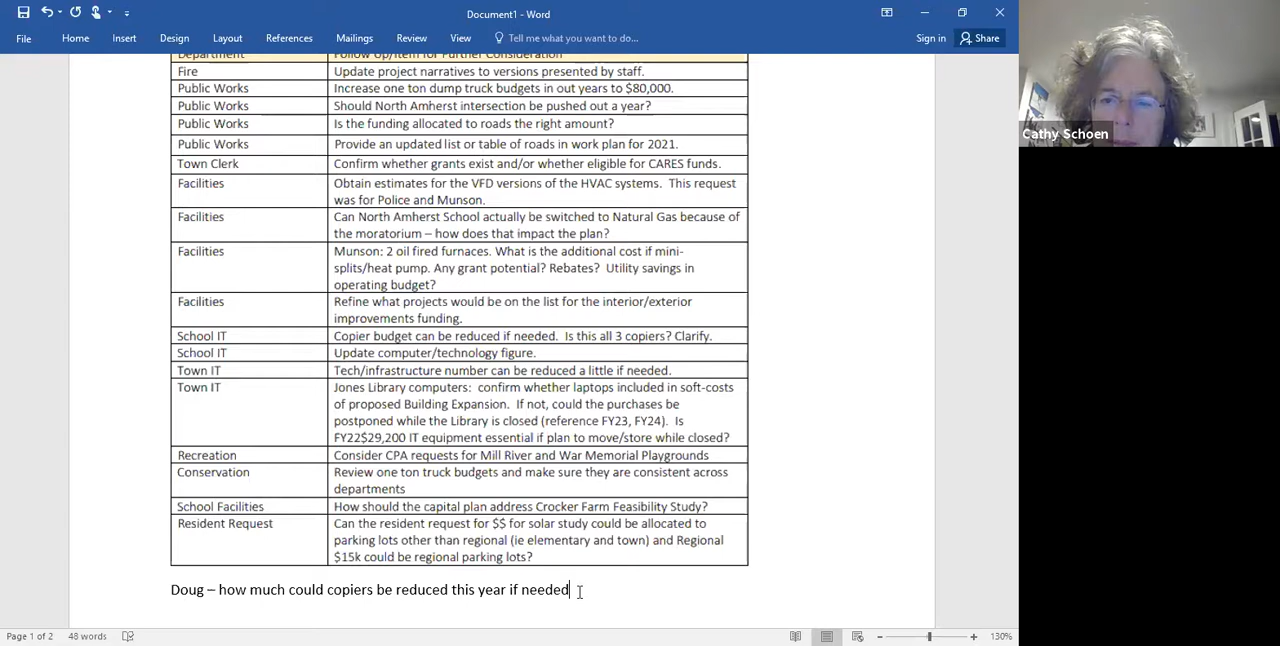 Document1 - Word
File Home Insert Design Layout References Mailings Review View Tell me what you want to do... Sign in Share
Department Follow Up/Item for Further Consideration
Fire Update project narratives to versions presented by staff.
Public Works Increase one ton dump truck budgets in out years to $80,000.
Public Works Should North Amherst intersection be pushed out a year?
Public Works Is the funding allocated to roads the right amount?
Public Works Provide an updated list or table of roads in work plan for 2021.
Town Clerk Confirm whether grants exist and/or whether eligible for CARES funds.
Facilities Obtain estimates for the VFD versions of the HVAC systems. This request
was for Police and Munson.
Facilities Can North Amherst School actually be switched to Natural Gas because of
the moratorium – how does that impact the plan?
Facilities Munson: 2 oil fired furnaces. What is the additional cost if mini-
splits/heat pump. Any grant potential? Rebates? Utility savings in
operating budget?
Facilities Refine what projects would be on the list for the interior/exterior
improvements funding.
School IT Copier budget can be reduced if needed. Is this all 3 copiers? Clarify.
School IT Update computer/technology figure.
Town IT Tech/infrastructure number can be reduced a little if needed.
Town IT Jones Library computers: confirm whether laptops included in soft-costs
of proposed Building Expansion. If not, could the purchases be
postponed while the Library is closed (reference FY23, FY24). Is
FY22$29,200 IT equipment essential if plan to move/store while closed?
Recreation Consider CPA requests for Mill River and War Memorial Playgrounds
Conservation Review one ton truck budgets and make sure they are consistent across
departments
School Facilities How should the capital plan address Crocker Farm Feasibility Study?
Resident Request Can the resident request for $$ for solar study could be allocated to
parking lots other than regional (ie elementary and town) and Regional
$15k could be regional parking lots?
Doug – how much could copiers be reduced this year if needed
Page 1 of 2 48 words 130%
Cathy Schoen